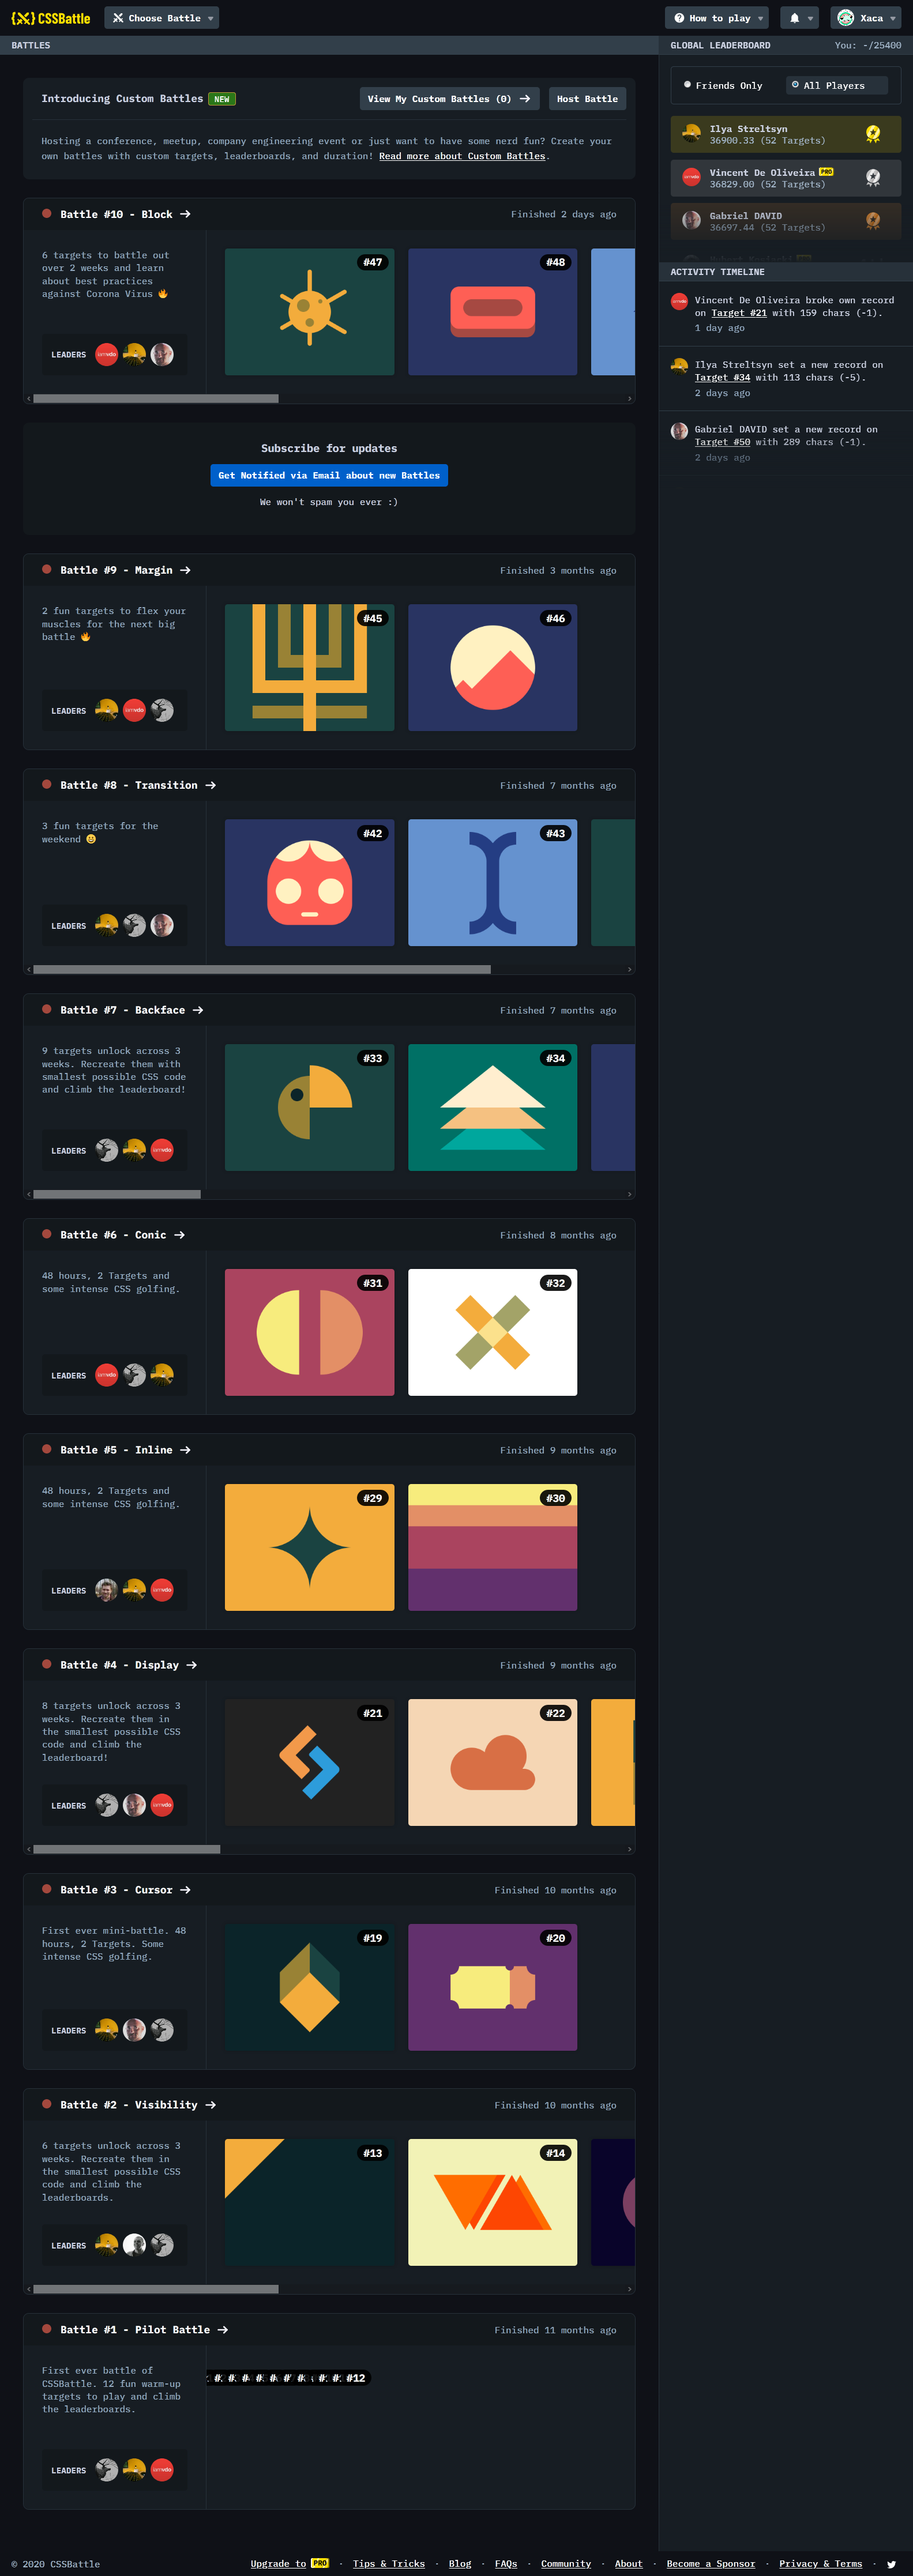 {X} CSSBattle
Choose Battle
How to play
Xaca
BATTLES
Introducing Custom Battles NEW
View My Custom Battles (0) →
Host Battle
Hosting a conference, meetup, company engineering event or just want to have some nerd fun? Create your
own battles with custom targets, leaderboards, and duration! Read more about Custom Battles.
Battle #10 - Block →
Finished 2 days ago
6 targets to battle out
over 2 weeks and learn
about best practices
against Corona Virus 🔥
LEADERS
#47
#48
Subscribe for updates
Get Notified via Email about new Battles
We won't spam you ever :)
Battle #9 - Margin →
Finished 3 months ago
2 fun targets to flex your
muscles for the next big
battle 🔥
LEADERS
#45
#46
Battle #8 - Transition →
Finished 7 months ago
3 fun targets for the
weekend
LEADERS
#42
#43
Battle #7 - Backface →
Finished 7 months ago
9 targets unlock across 3
weeks. Recreate them with
smallest possible CSS code
and climb the leaderboard!
LEADERS
#33
#34
Battle #6 - Conic →
Finished 8 months ago
48 hours, 2 Targets and
some intense CSS golfing.
LEADERS
#31
#32
Battle #5 - Inline →
Finished 9 months ago
48 hours, 2 Targets and
some intense CSS golfing.
LEADERS
#29
#30
Battle #4 - Display →
Finished 9 months ago
8 targets unlock across 3
weeks. Recreate them in
the smallest possible CSS
code and climb the
leaderboard!
LEADERS
#21
#22
Battle #3 - Cursor →
Finished 10 months ago
First ever mini-battle. 48
hours, 2 Targets. Some
intense CSS golfing.
LEADERS
#19
#20
Battle #2 - Visibility →
Finished 10 months ago
6 targets unlock across 3
weeks. Recreate them in
the smallest possible CSS
code and climb the
leaderboards.
LEADERS
#13
#14
Battle #1 - Pilot Battle →
Finished 11 months ago
First ever battle of
CSSBattle. 12 fun warm-up
targets to play and climb
the leaderboards.
LEADERS
#12
GLOBAL LEADERBOARD
You: -/25400
Friends Only
All Players
Ilya Streltsyn
36900.33 (52 Targets)
Vincent De Oliveira PRO
36829.00 (52 Targets)
Gabriel DAVID
36697.44 (52 Targets)
ACTIVITY TIMELINE
Vincent De Oliveira broke own record
on Target #21 with 159 chars (-1).
1 day ago
Ilya Streltsyn set a new record on
Target #34 with 113 chars (-5).
2 days ago
Gabriel DAVID set a new record on
Target #50 with 289 chars (-1).
2 days ago
© 2020 CSSBattle
Upgrade to PRO · Tips & Tricks · Blog · FAQs · Community · About · Become a Sponsor · Privacy & Terms ·